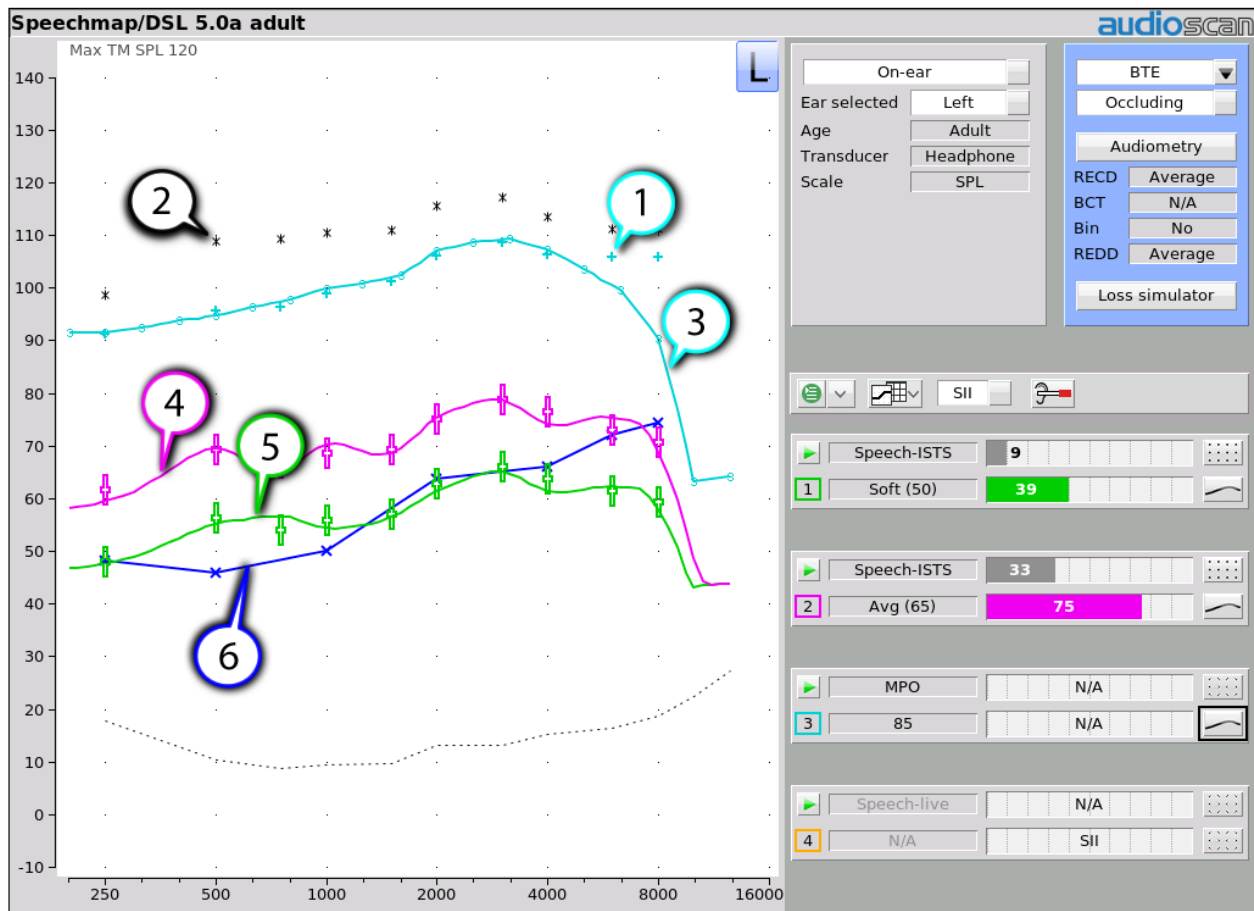 Speechmap/DSL 5.0a adult
audioscan
Max TM SPL 120
L
140
130
120
110
100
90
80
70
60
50
40
30
20
10
0
-10
250 500 1000 2000 4000 8000 16000
2
1
3
4
5
6
On-ear
Ear selected Left
Age Adult
Transducer Headphone
Scale SPL
BTE
Occluding
Audiometry
RECD Average
BCT N/A
Bin No
REDD Average
Loss simulator
SII
Speech-ISTS 9
1 Soft (50) 39
Speech-ISTS 33
2 Avg (65) 75
MPO N/A
3 85 N/A
Speech-live N/A
4 N/A SII